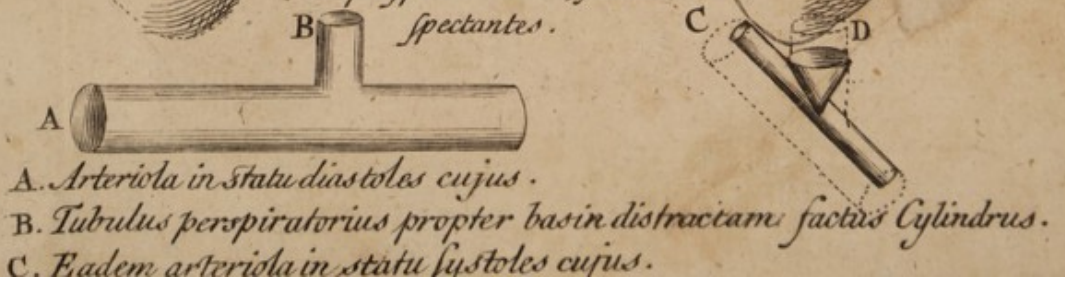 B
spectantes.
C
D
A
A. Arteriola in statu diastoles cujus.
B. Tubulus perspiratorius propter basin distractam factus Cylindrus.
C. Eadem arteriola in statu systoles cujus.